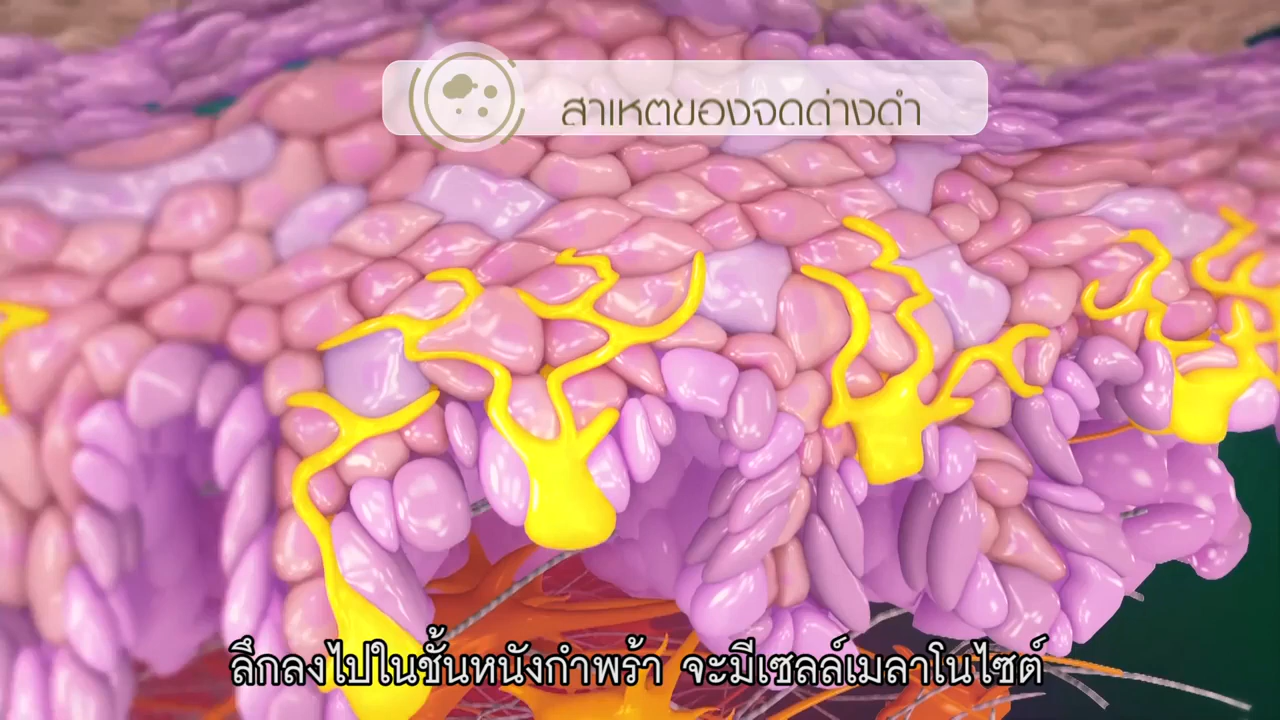 สาเหตุของจุดด่างดำ
ลึกลงไปในชั้นหนังกำพร้า จะมีเซลล์เมลาโนไซต์